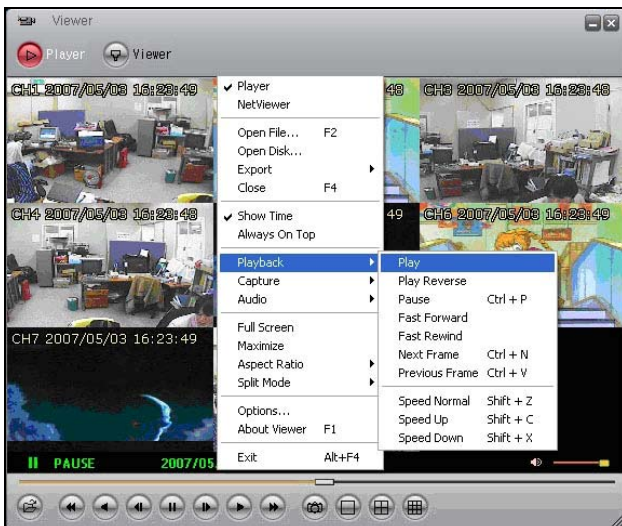 Viewer
Player Viewer
CH1 2007/05/03 16:23:49
48
CH3 2007/05/03 16:23:48
CH4 2007/05/03 16:23:48
49
CH6 2007/05/03 16:23:49
CH7 2007/05/03 16:23:49
PAUSE 2007/05
Player
NetViewer
Open File... F2
Open Disk...
Export
Close F4
Show Time
Always On Top
Playback
Capture
Audio
Full Screen
Maximize
Aspect Ratio
Split Mode
Options...
About Viewer F1
Exit Alt+F4
Play
Play Reverse
Pause Ctrl + P
Fast Forward
Fast Rewind
Next Frame Ctrl + N
Previous Frame Ctrl + V
Speed Normal Shift + Z
Speed Up Shift + C
Speed Down Shift + X